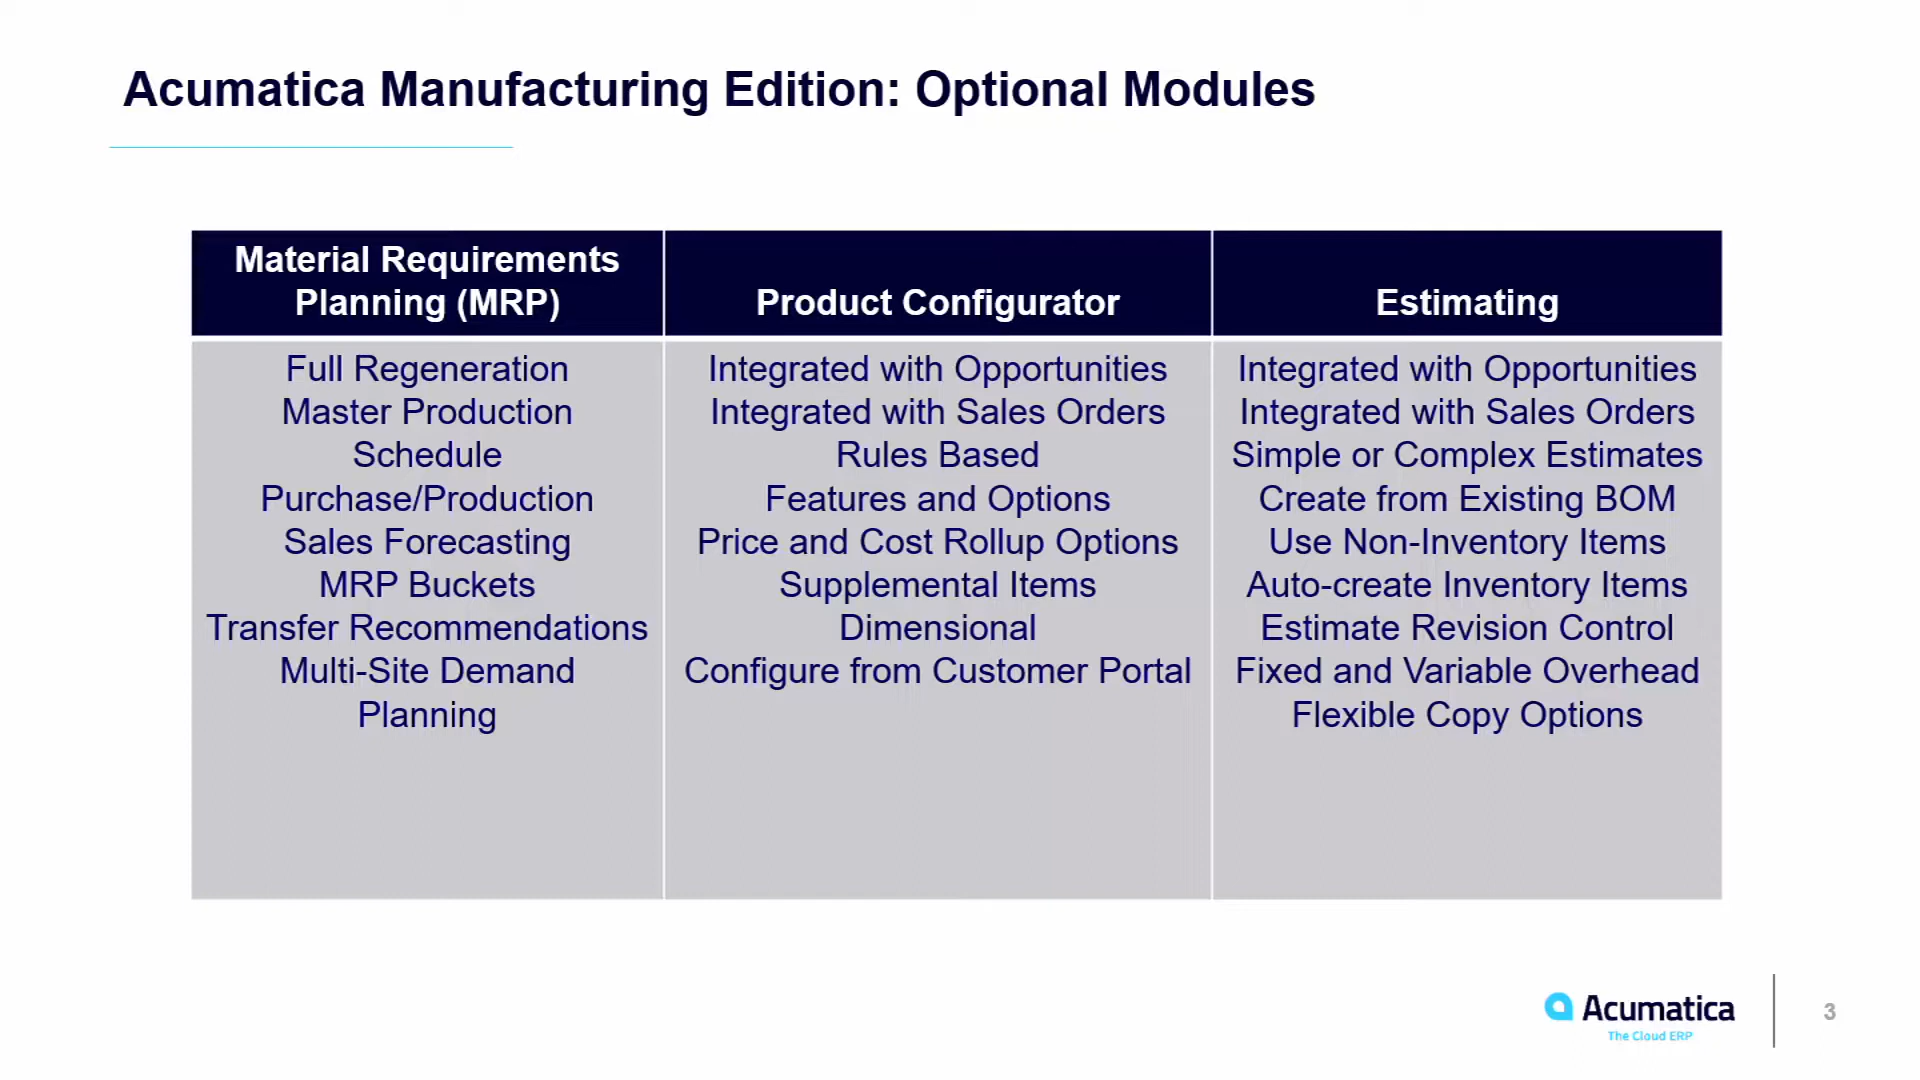 Acumatica Manufacturing Edition: Optional Modules
Material Requirements
Planning (MRP)
Product Configurator
Estimating
Full Regeneration
Master Production
Schedule
Purchase/Production
Sales Forecasting
MRP Buckets
Transfer Recommendations
Multi-Site Demand
Planning
Integrated with Opportunities
Integrated with Sales Orders
Rules Based
Features and Options
Price and Cost Rollup Options
Supplemental Items
Dimensional
Configure from Customer Portal
Integrated with Opportunities
Integrated with Sales Orders
Simple or Complex Estimates
Create from Existing BOM
Use Non-Inventory Items
Auto-create Inventory Items
Estimate Revision Control
Fixed and Variable Overhead
Flexible Copy Options
Acumatica
The Cloud ERP
3